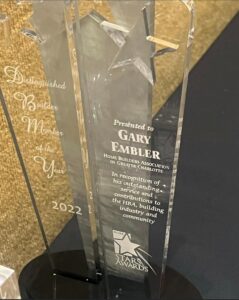 Distinguished
Builder
Member
of the
Year
2022
Presented to
GARY
EMBLER
HOME BUILDERS ASSOCIATION
OF GREATER CHARLOTTE
In recognition of
his outstanding
service and
contributions to
the HBA, building
industry and
community
STARS
AWARDS